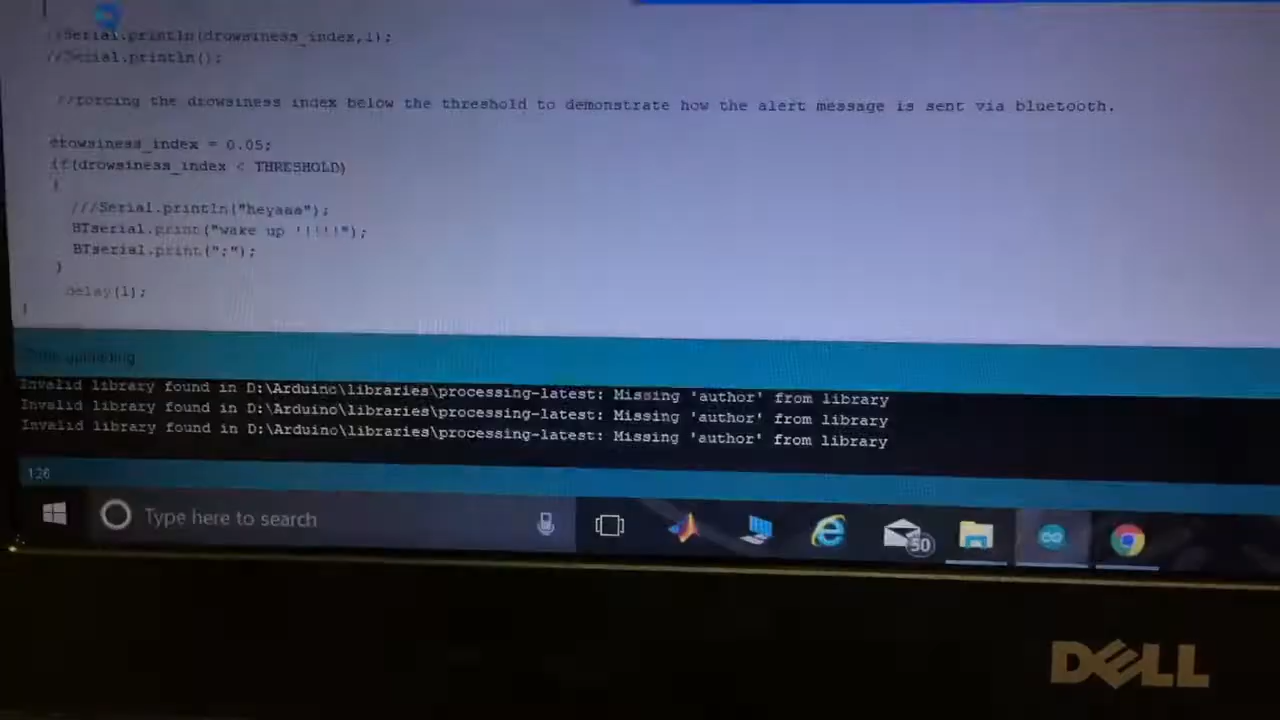 //Serial.println(drowsiness_index,1);
//Serial.println();
//forcing the drowsiness index below the threshold to demonstrate how the alert message is sent via bluetooth.
drowsiness_index = 0.05;
if(drowsiness_index < THRESHOLD)
{
///Serial.println("heyaaa");
BTserial.print("wake up !!!!!");
BTserial.print(";");
}
delay(1);
}
Done uploading
Invalid library found in D:\Arduino\libraries\processing-latest: Missing 'author' from library
Invalid library found in D:\Arduino\libraries\processing-latest: Missing 'author' from library
Invalid library found in D:\Arduino\libraries\processing-latest: Missing 'author' from library
126
Type here to search
50
DELL